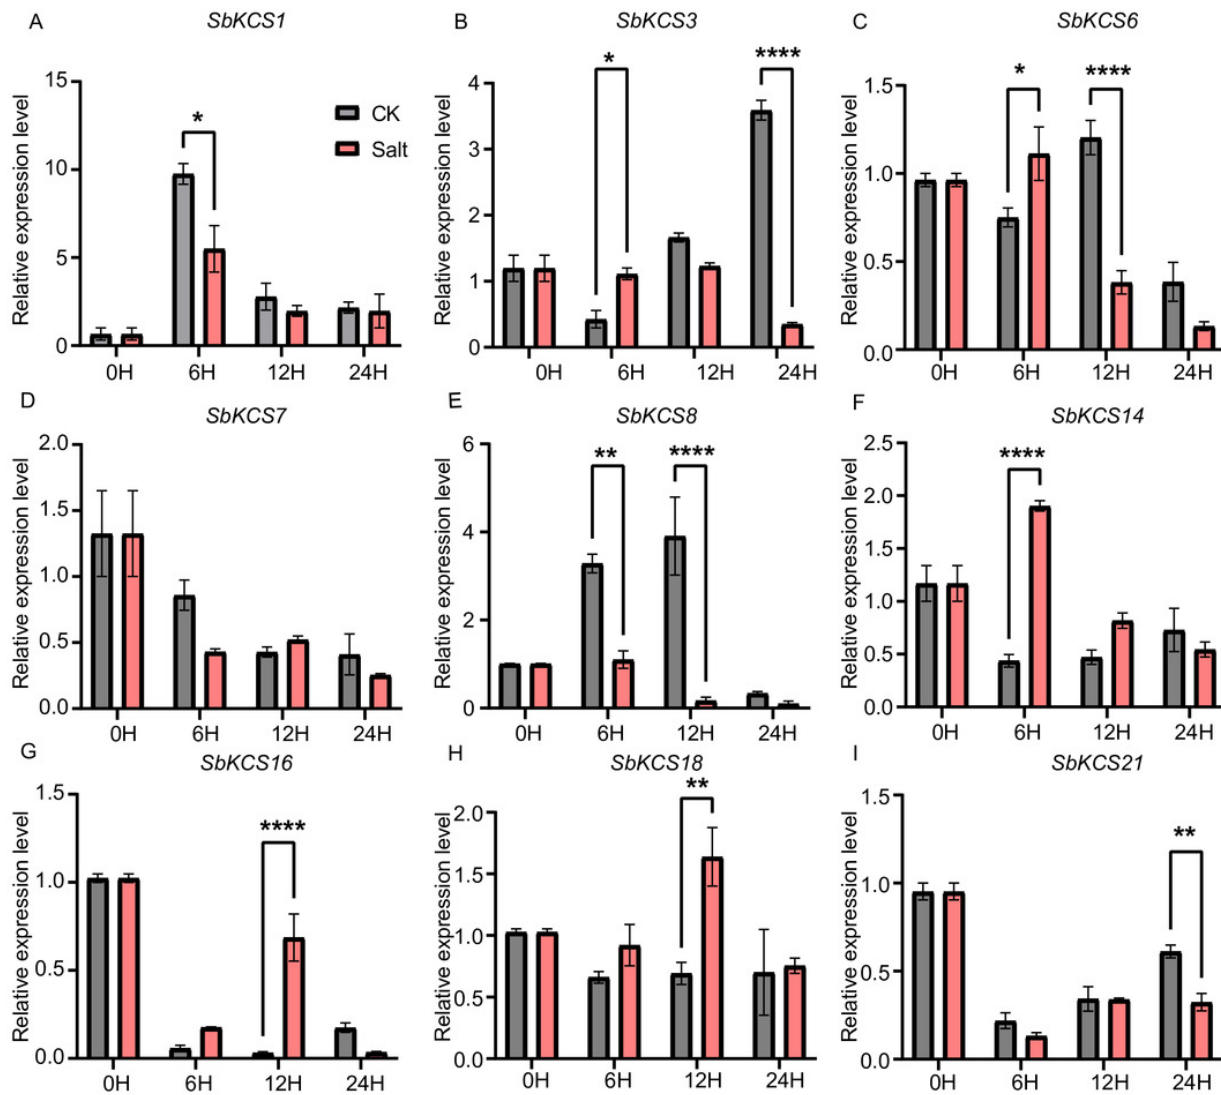 A SbKCS1
Relative expression level
15
10
5
0
*
CK
Salt
0H 6H 12H 24H
B SbKCS3
Relative expression level
4
3
2
1
0
*
****
0H 6H 12H 24H
C SbKCS6
Relative expression level
1.5
1.0
0.5
0.0
*
****
0H 6H 12H 24H
D SbKCS7
Relative expression level
2.0
1.5
1.0
0.5
0.0
0H 6H 12H 24H
E SbKCS8
Relative expression level
6
4
2
0
**
****
0H 6H 12H 24H
F SbKCS14
Relative expression level
2.5
2.0
1.5
1.0
0.5
0.0
****
0H 6H 12H 24H
G SbKCS16
Relative expression level
1.5
1.0
0.5
0.0
****
0H 6H 12H 24H
H SbKCS18
Relative expression level
2.0
1.5
1.0
0.5
0.0
**
0H 6H 12H 24H
I SbKCS21
Relative expression level
1.5
1.0
0.5
0.0
**
0H 6H 12H 24H